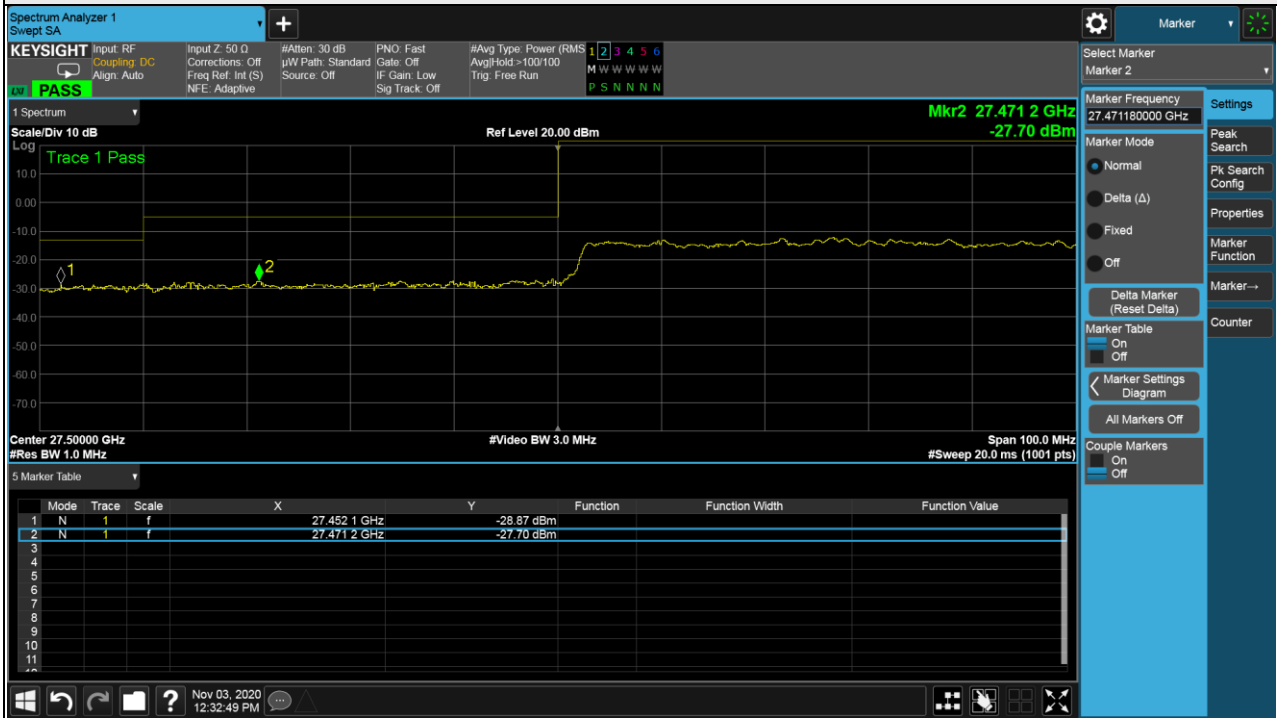 Spectrum Analyzer 1
Swept SA
+
Marker
KEYSIGHT
Input: RF
Coupling: DC
Align: Auto
Input Z: 50 Ω
Corrections: Off
Freq Ref: Int (S)
NFE: Adaptive
#Atten: 30 dB
µW Path: Standard
Source: Off
PNO: Fast
Gate: Off
IF Gain: Low
Sig Track: Off
#Avg Type: Power (RMS
Avg|Hold:>100/100
Trig: Free Run
1 2 3 4 5 6
M W W W W W
P S N N N N
LXI PASS
Select Marker
Marker 2
1 Spectrum
Mkr2 27.471 2 GHz
-27.70 dBm
Scale/Div 10 dB
Ref Level 20.00 dBm
Log
Trace 1 Pass
10.0
0.00
-10.0
-20.0
-30.0
-40.0
-50.0
-60.0
-70.0
1
2
Center 27.50000 GHz
#Res BW 1.0 MHz
#Video BW 3.0 MHz
Span 100.0 MHz
#Sweep 20.0 ms (1001 pts)
Marker Frequency
27.471180000 GHz
Marker Mode
Normal
Delta (Δ)
Fixed
Off
Delta Marker
(Reset Delta)
Marker Table
On
Off
Marker Settings
Diagram
All Markers Off
Couple Markers
On
Off
Settings
Peak
Search
Pk Search
Config
Properties
Marker
Function
Marker→
Counter
5 Marker Table
Mode Trace Scale X Y Function Function Width Function Value
1 N 1 f 27.452 1 GHz -28.87 dBm
2 N 1 f 27.471 2 GHz -27.70 dBm
3
4
5
6
7
8
9
10
11
?
Nov 03, 2020
12:32:49 PM